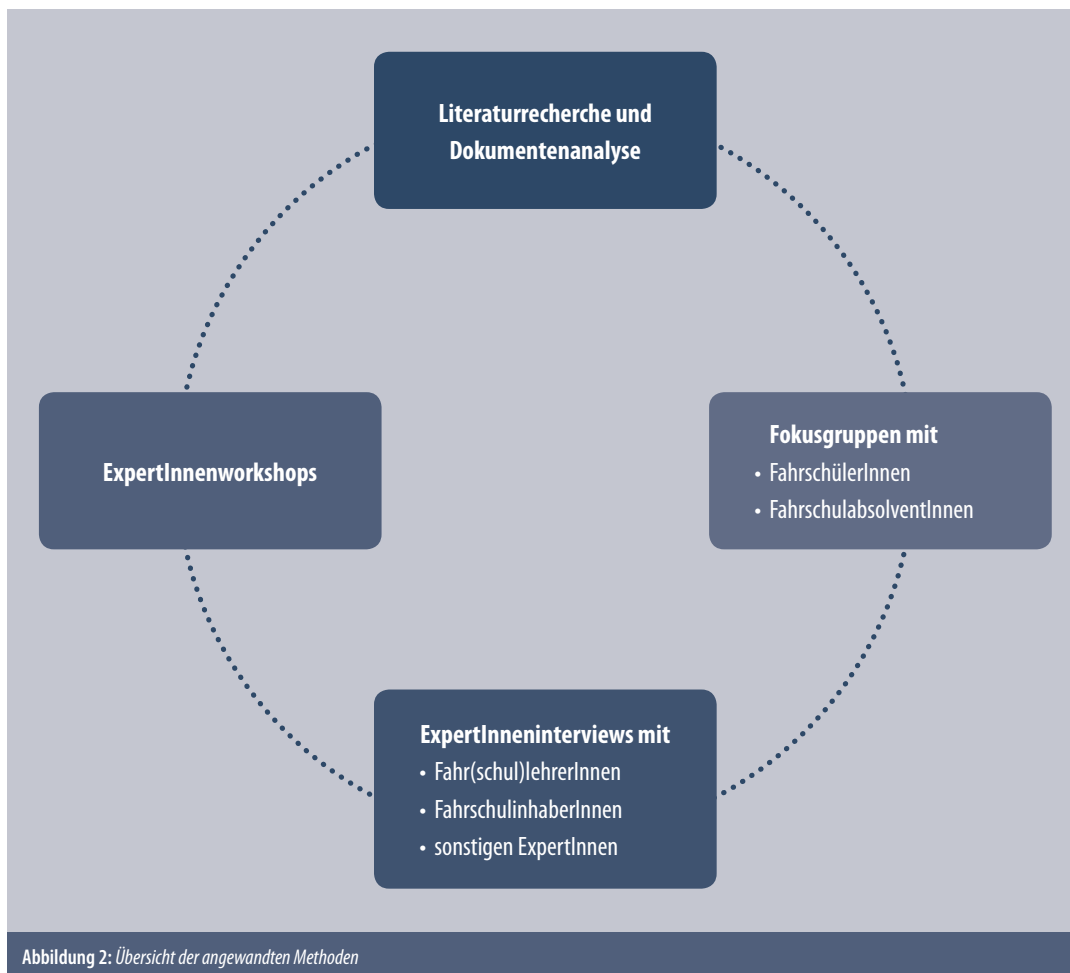 Literaturrecherche und
Dokumentenanalyse
Fokusgruppen mit
• FahrschülerInnen
• FahrschulabsolventInnen
ExpertInnenworkshops
ExpertInneninterviews mit
• Fahr(schul)lehrerInnen
• FahrschulinhaberInnen
• sonstigen ExpertInnen
Abbildung 2: Übersicht der angewandten Methoden